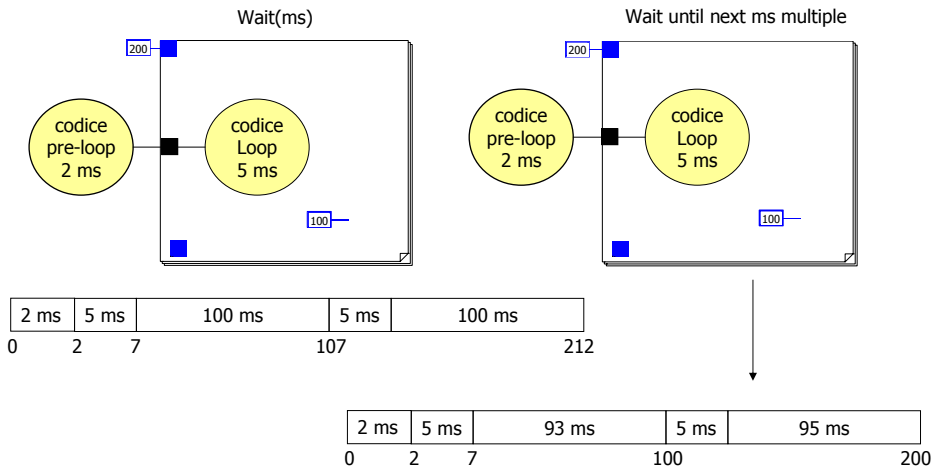 Wait(ms)
Wait until next ms multiple
200
codice
pre-loop
2 ms
codice
Loop
5 ms
100
200
codice
pre-loop
2 ms
codice
Loop
5 ms
100
2 ms 5 ms 100 ms 5 ms 100 ms
0 2 7 107 212
2 ms 5 ms 93 ms 5 ms 95 ms
0 2 7 100 200